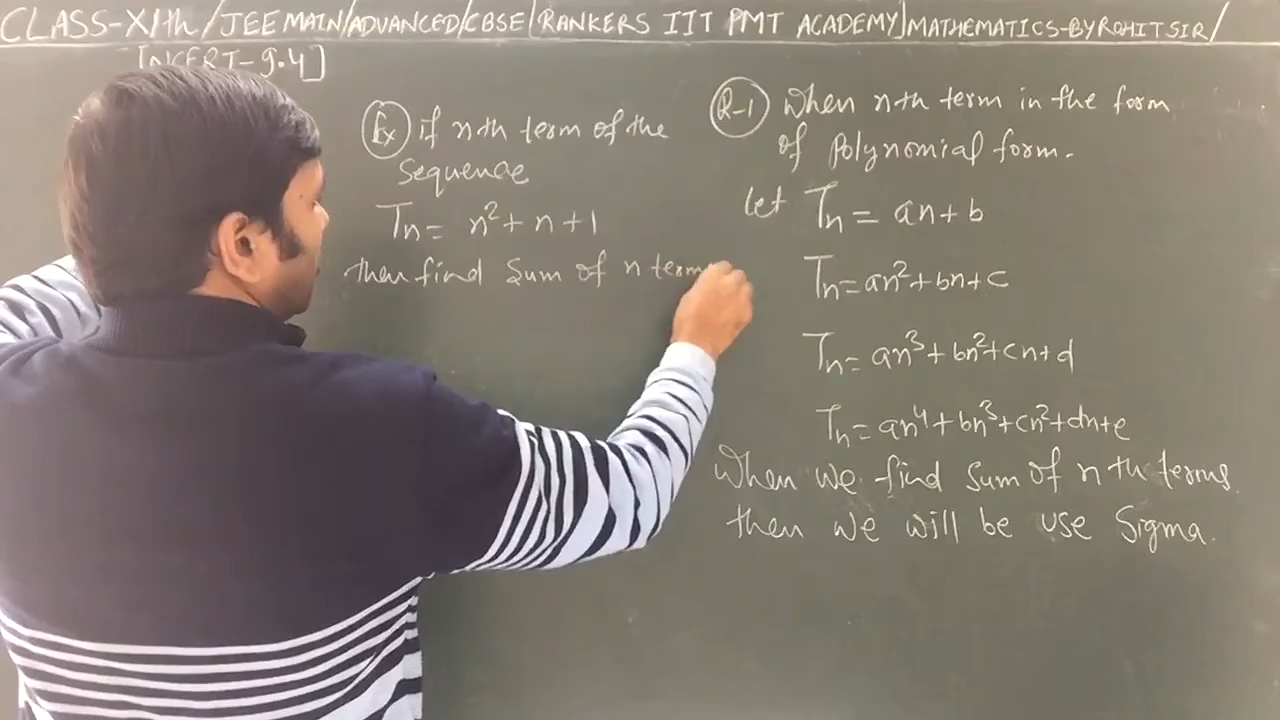 CLASS-XIth/JEE MAIN/ADVANCED/CBSE[RANKERS IIT PMT ACADEMY]MATHEMATICS-BY ROHIT SIR/
[NCERT-9.4]
Ex if nth term of the
Sequence
Tn = n²+n+1
then find Sum of n term
R-1 When nth term in the form
of Polynomial form.
let Tn = an+b
Tn=an²+bn+c
Tn=an³+bn²+cn+d
Tn=an⁴+bn³+cn²+dn+e
When we find Sum of nth terms
then we will be use Sigma.